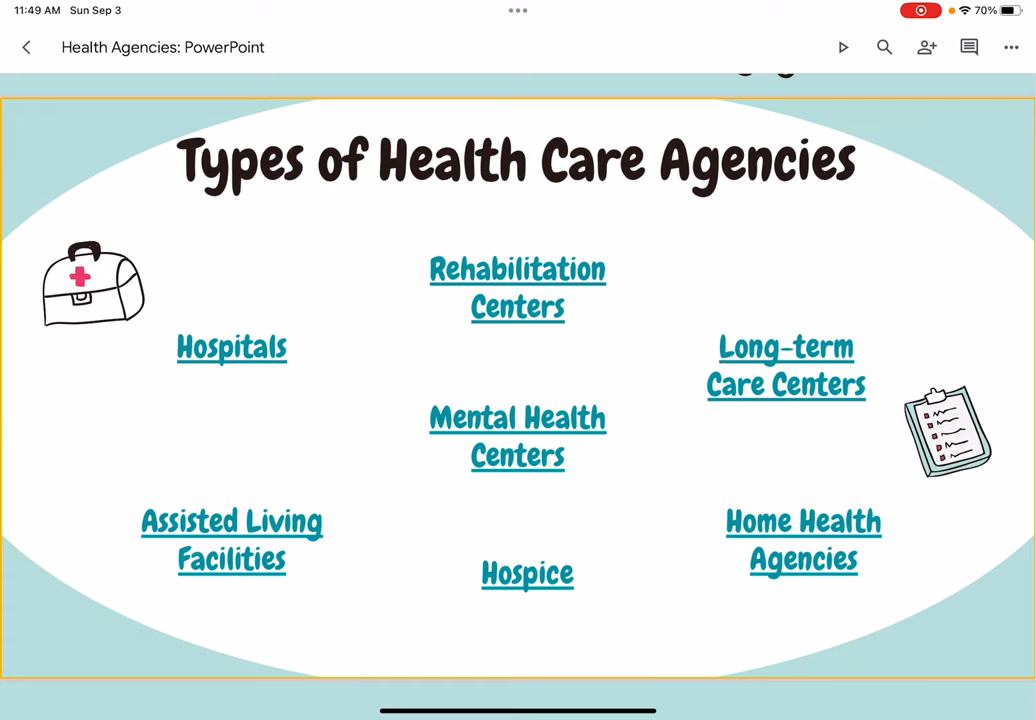 11:49 AM Sun Sep 3
70%
Health Agencies: PowerPoint
Types of Health Care Agencies
Rehabilitation
Centers
Hospitals
Long-term
Care Centers
Mental Health
Centers
Assisted Living
Facilities
Home Health
Agencies
Hospice